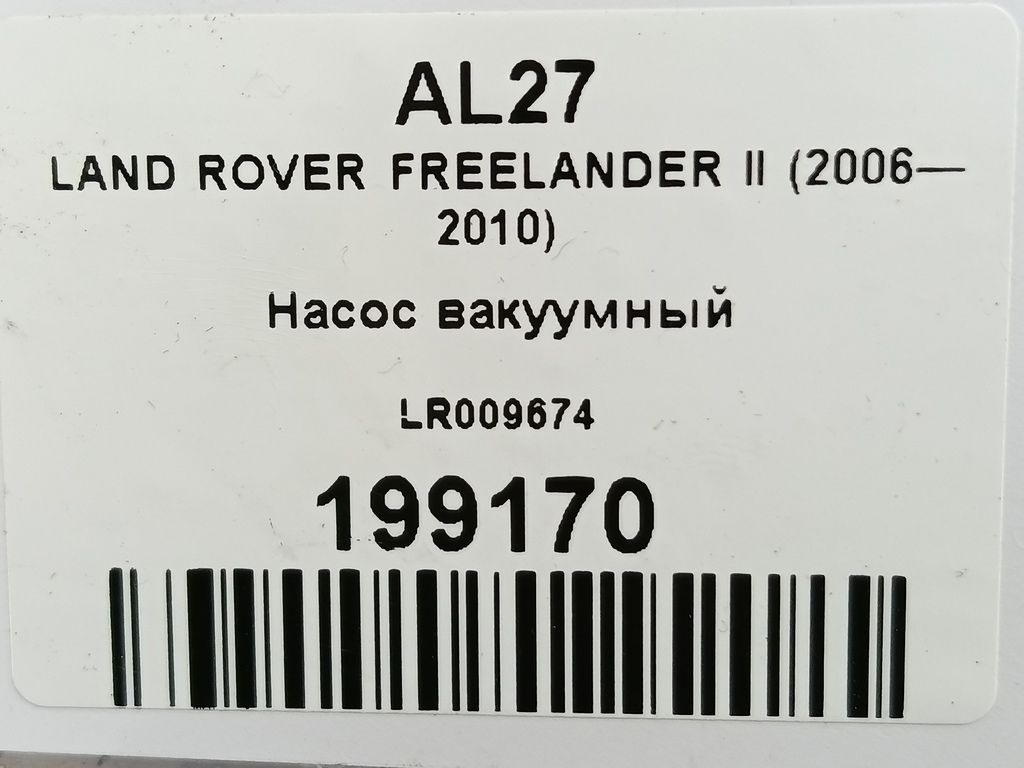 AL27
LAND ROVER FREELANDER II (2006—
2010)
Насос вакуумный
LR009674
199170